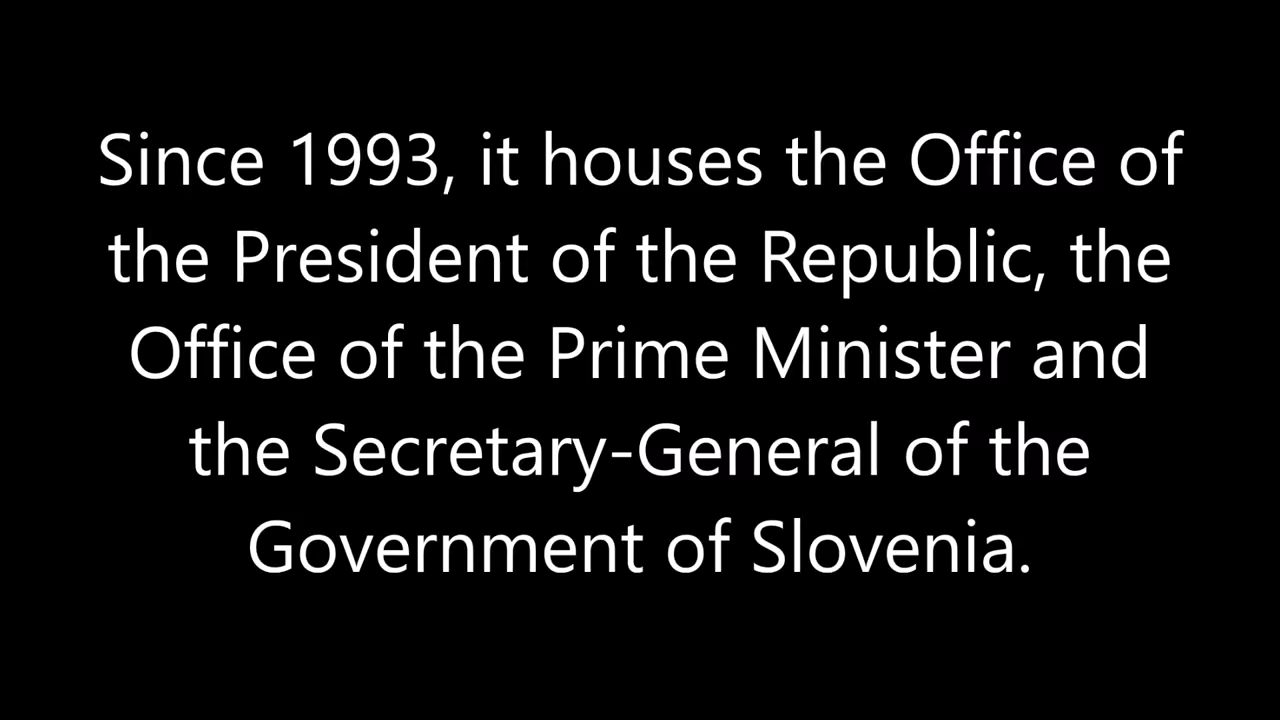 Since 1993, it houses the Office of
the President of the Republic, the
Office of the Prime Minister and
the Secretary-General of the
Government of Slovenia.